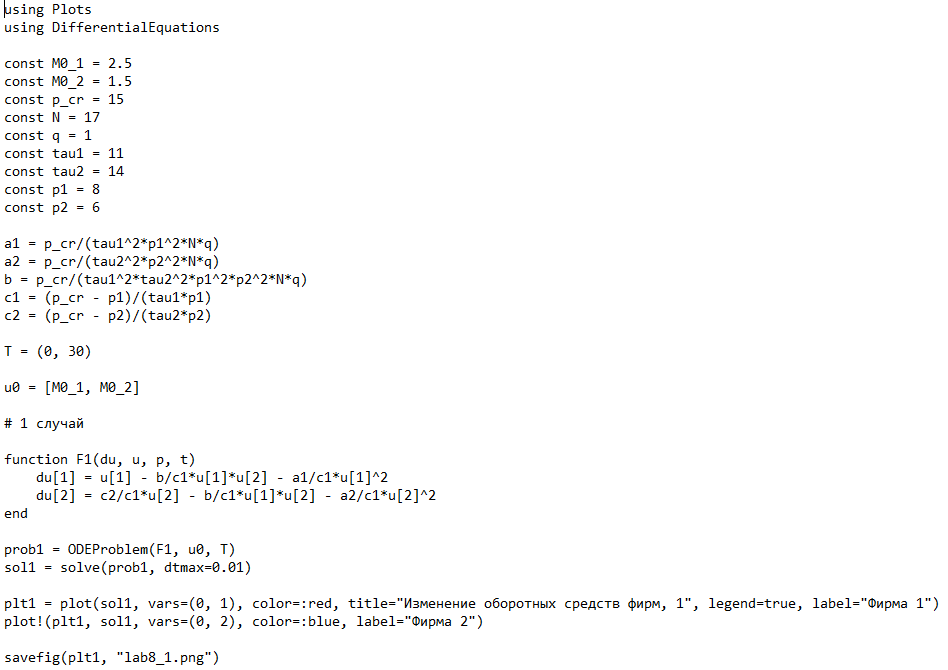 using Plots
using DifferentialEquations

const M0_1 = 2.5
const M0_2 = 1.5
const p_cr = 15
const N = 17
const q = 1
const tau1 = 11
const tau2 = 14
const p1 = 8
const p2 = 6

a1 = p_cr/(tau1^2*p1^2*N*q)
a2 = p_cr/(tau2^2*p2^2*N*q)
b = p_cr/(tau1^2*tau2^2*p1^2*p2^2*N*q)
c1 = (p_cr - p1)/(tau1*p1)
c2 = (p_cr - p2)/(tau2*p2)

T = (0, 30)

u0 = [M0_1, M0_2]

# 1 случай

function F1(du, u, p, t)
    du[1] = u[1] - b/c1*u[1]*u[2] - a1/c1*u[1]^2
    du[2] = c2/c1*u[2] - b/c1*u[1]*u[2] - a2/c1*u[2]^2
end

prob1 = ODEProblem(F1, u0, T)
sol1 = solve(prob1, dtmax=0.01)

plt1 = plot(sol1, vars=(0, 1), color=:red, title="Изменение оборотных средств фирм, 1", legend=true, label="Фирма 1")
plot!(plt1, sol1, vars=(0, 2), color=:blue, label="Фирма 2")

savefig(plt1, "lab8_1.png")